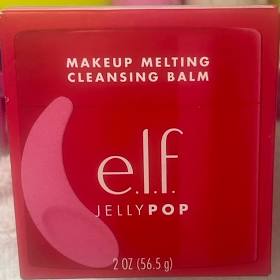 MAKEUP MELTING
CLEANSING BALM
e.l.f.
JELLYPOP
2 OZ (56.5 g)